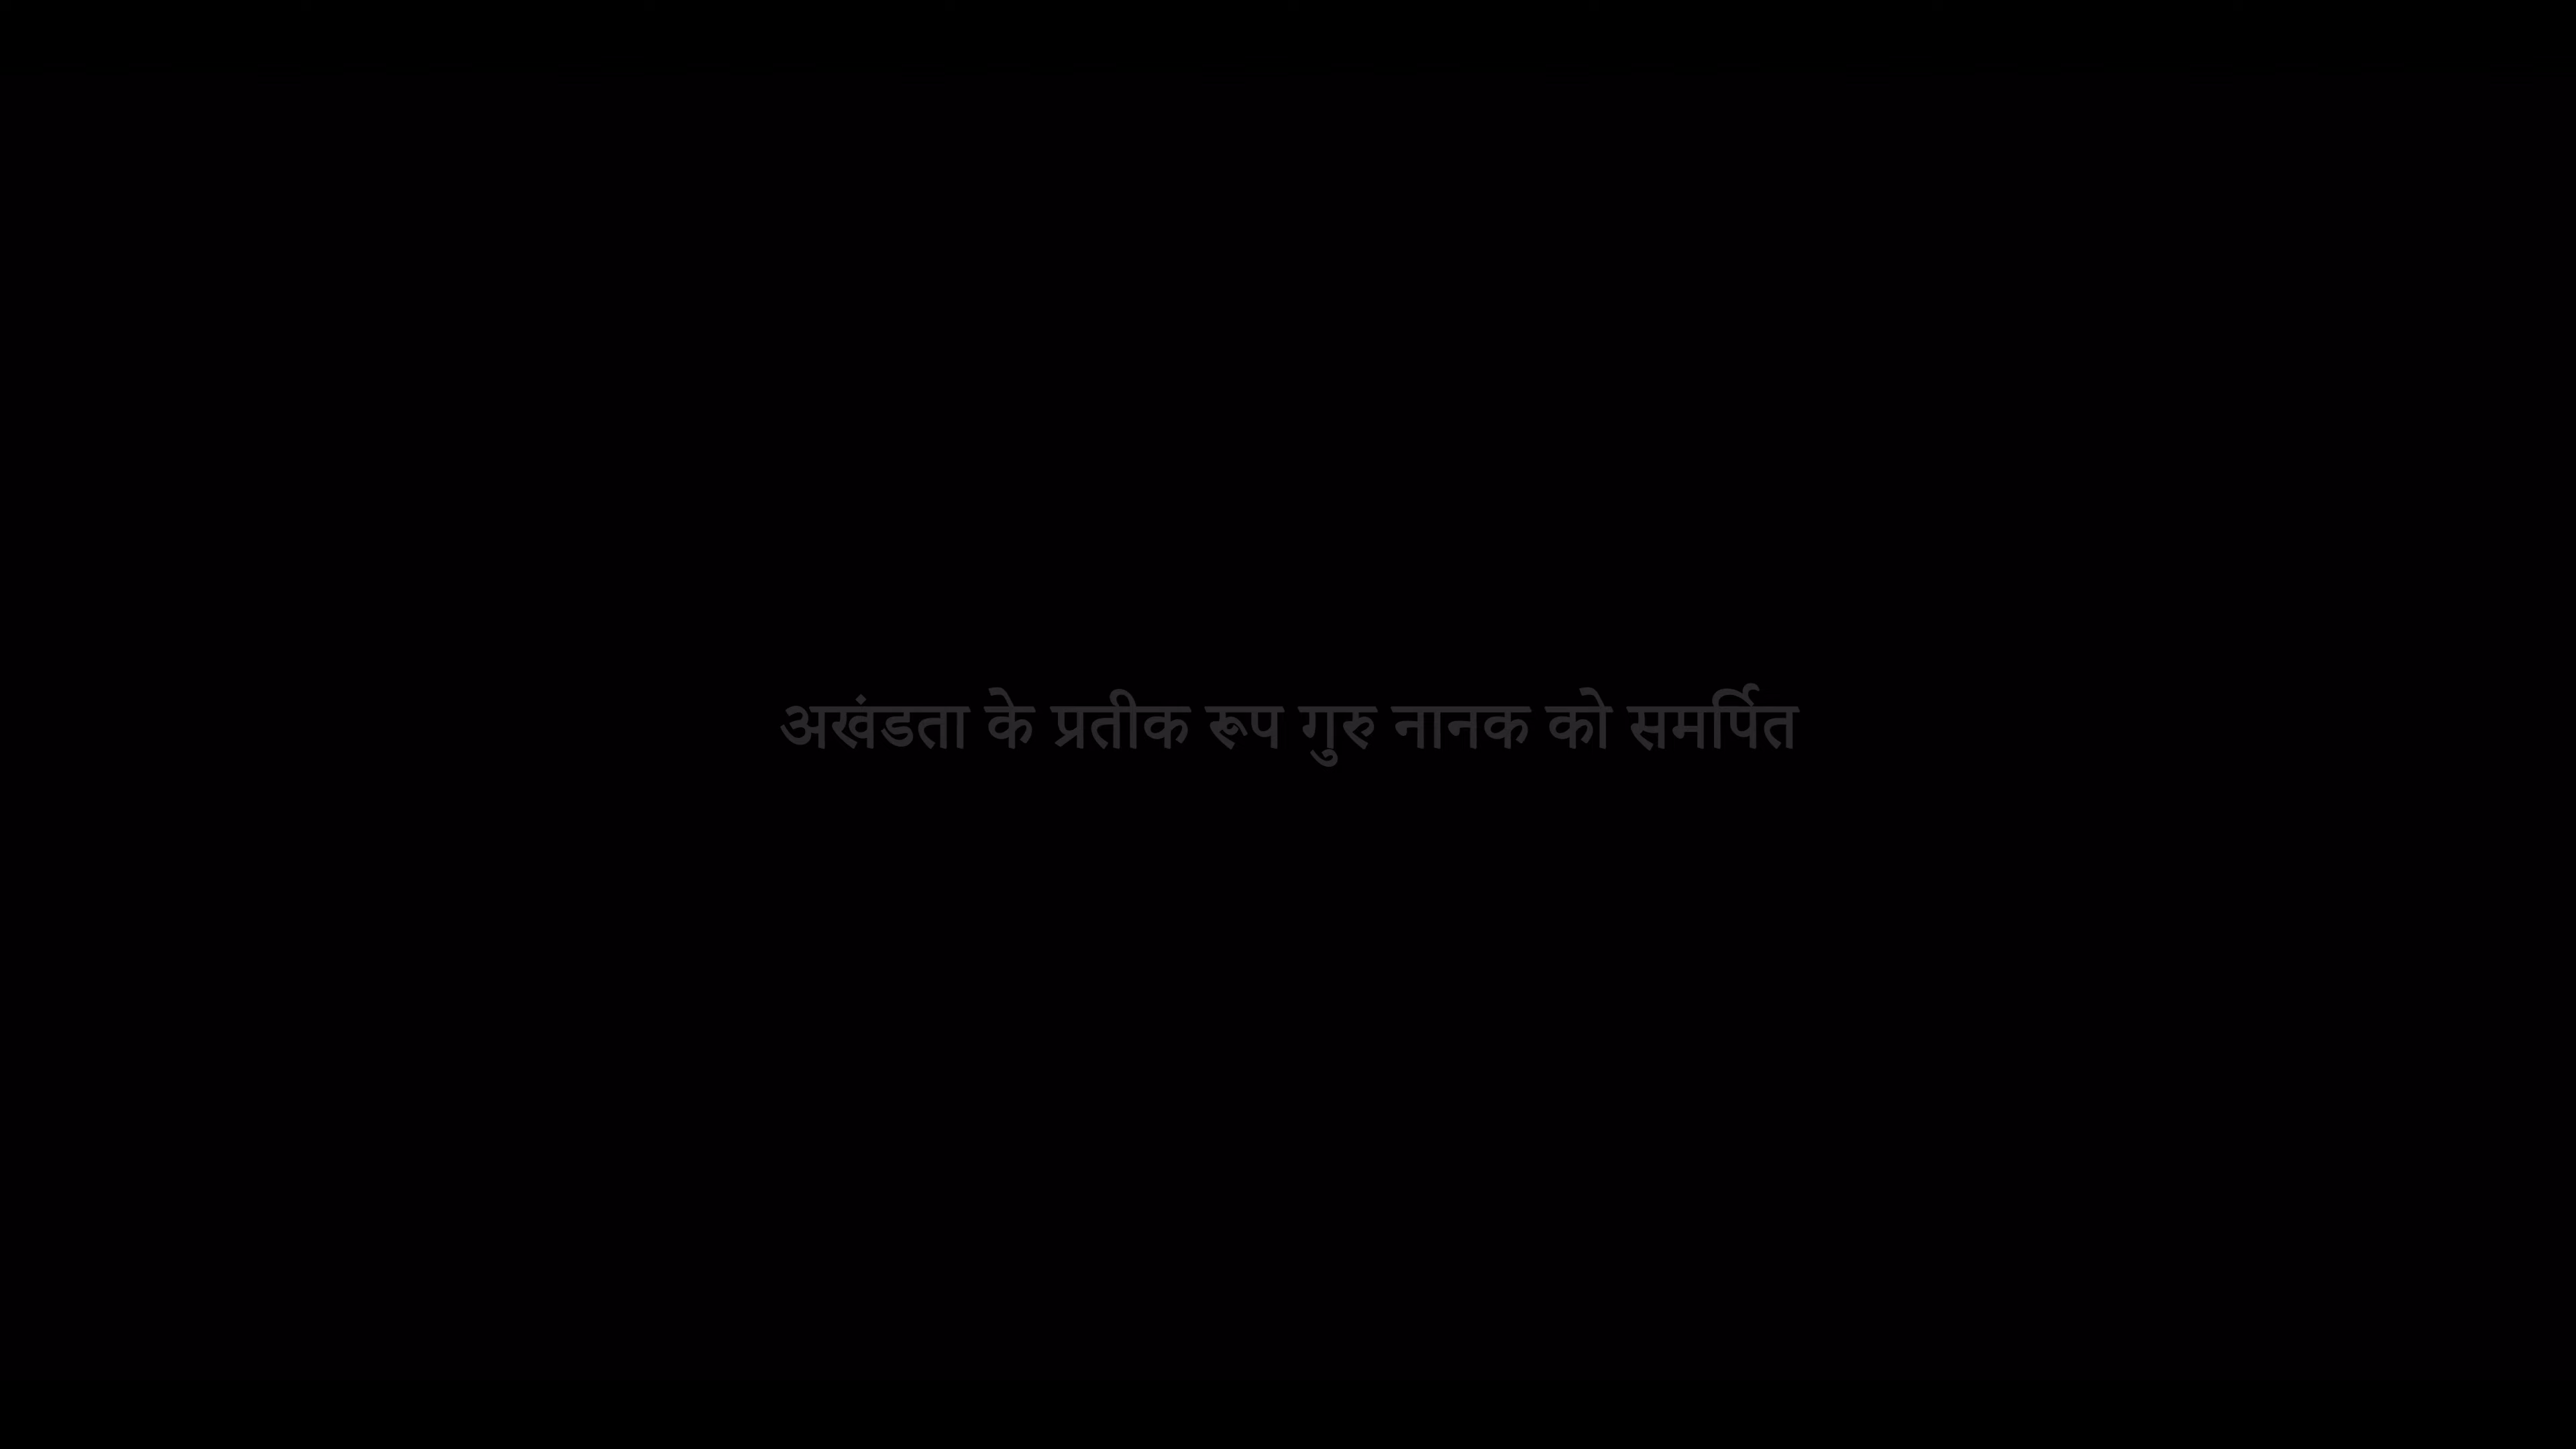 अखंडता के प्रतीक रूप गुरु नानक को समर्पित